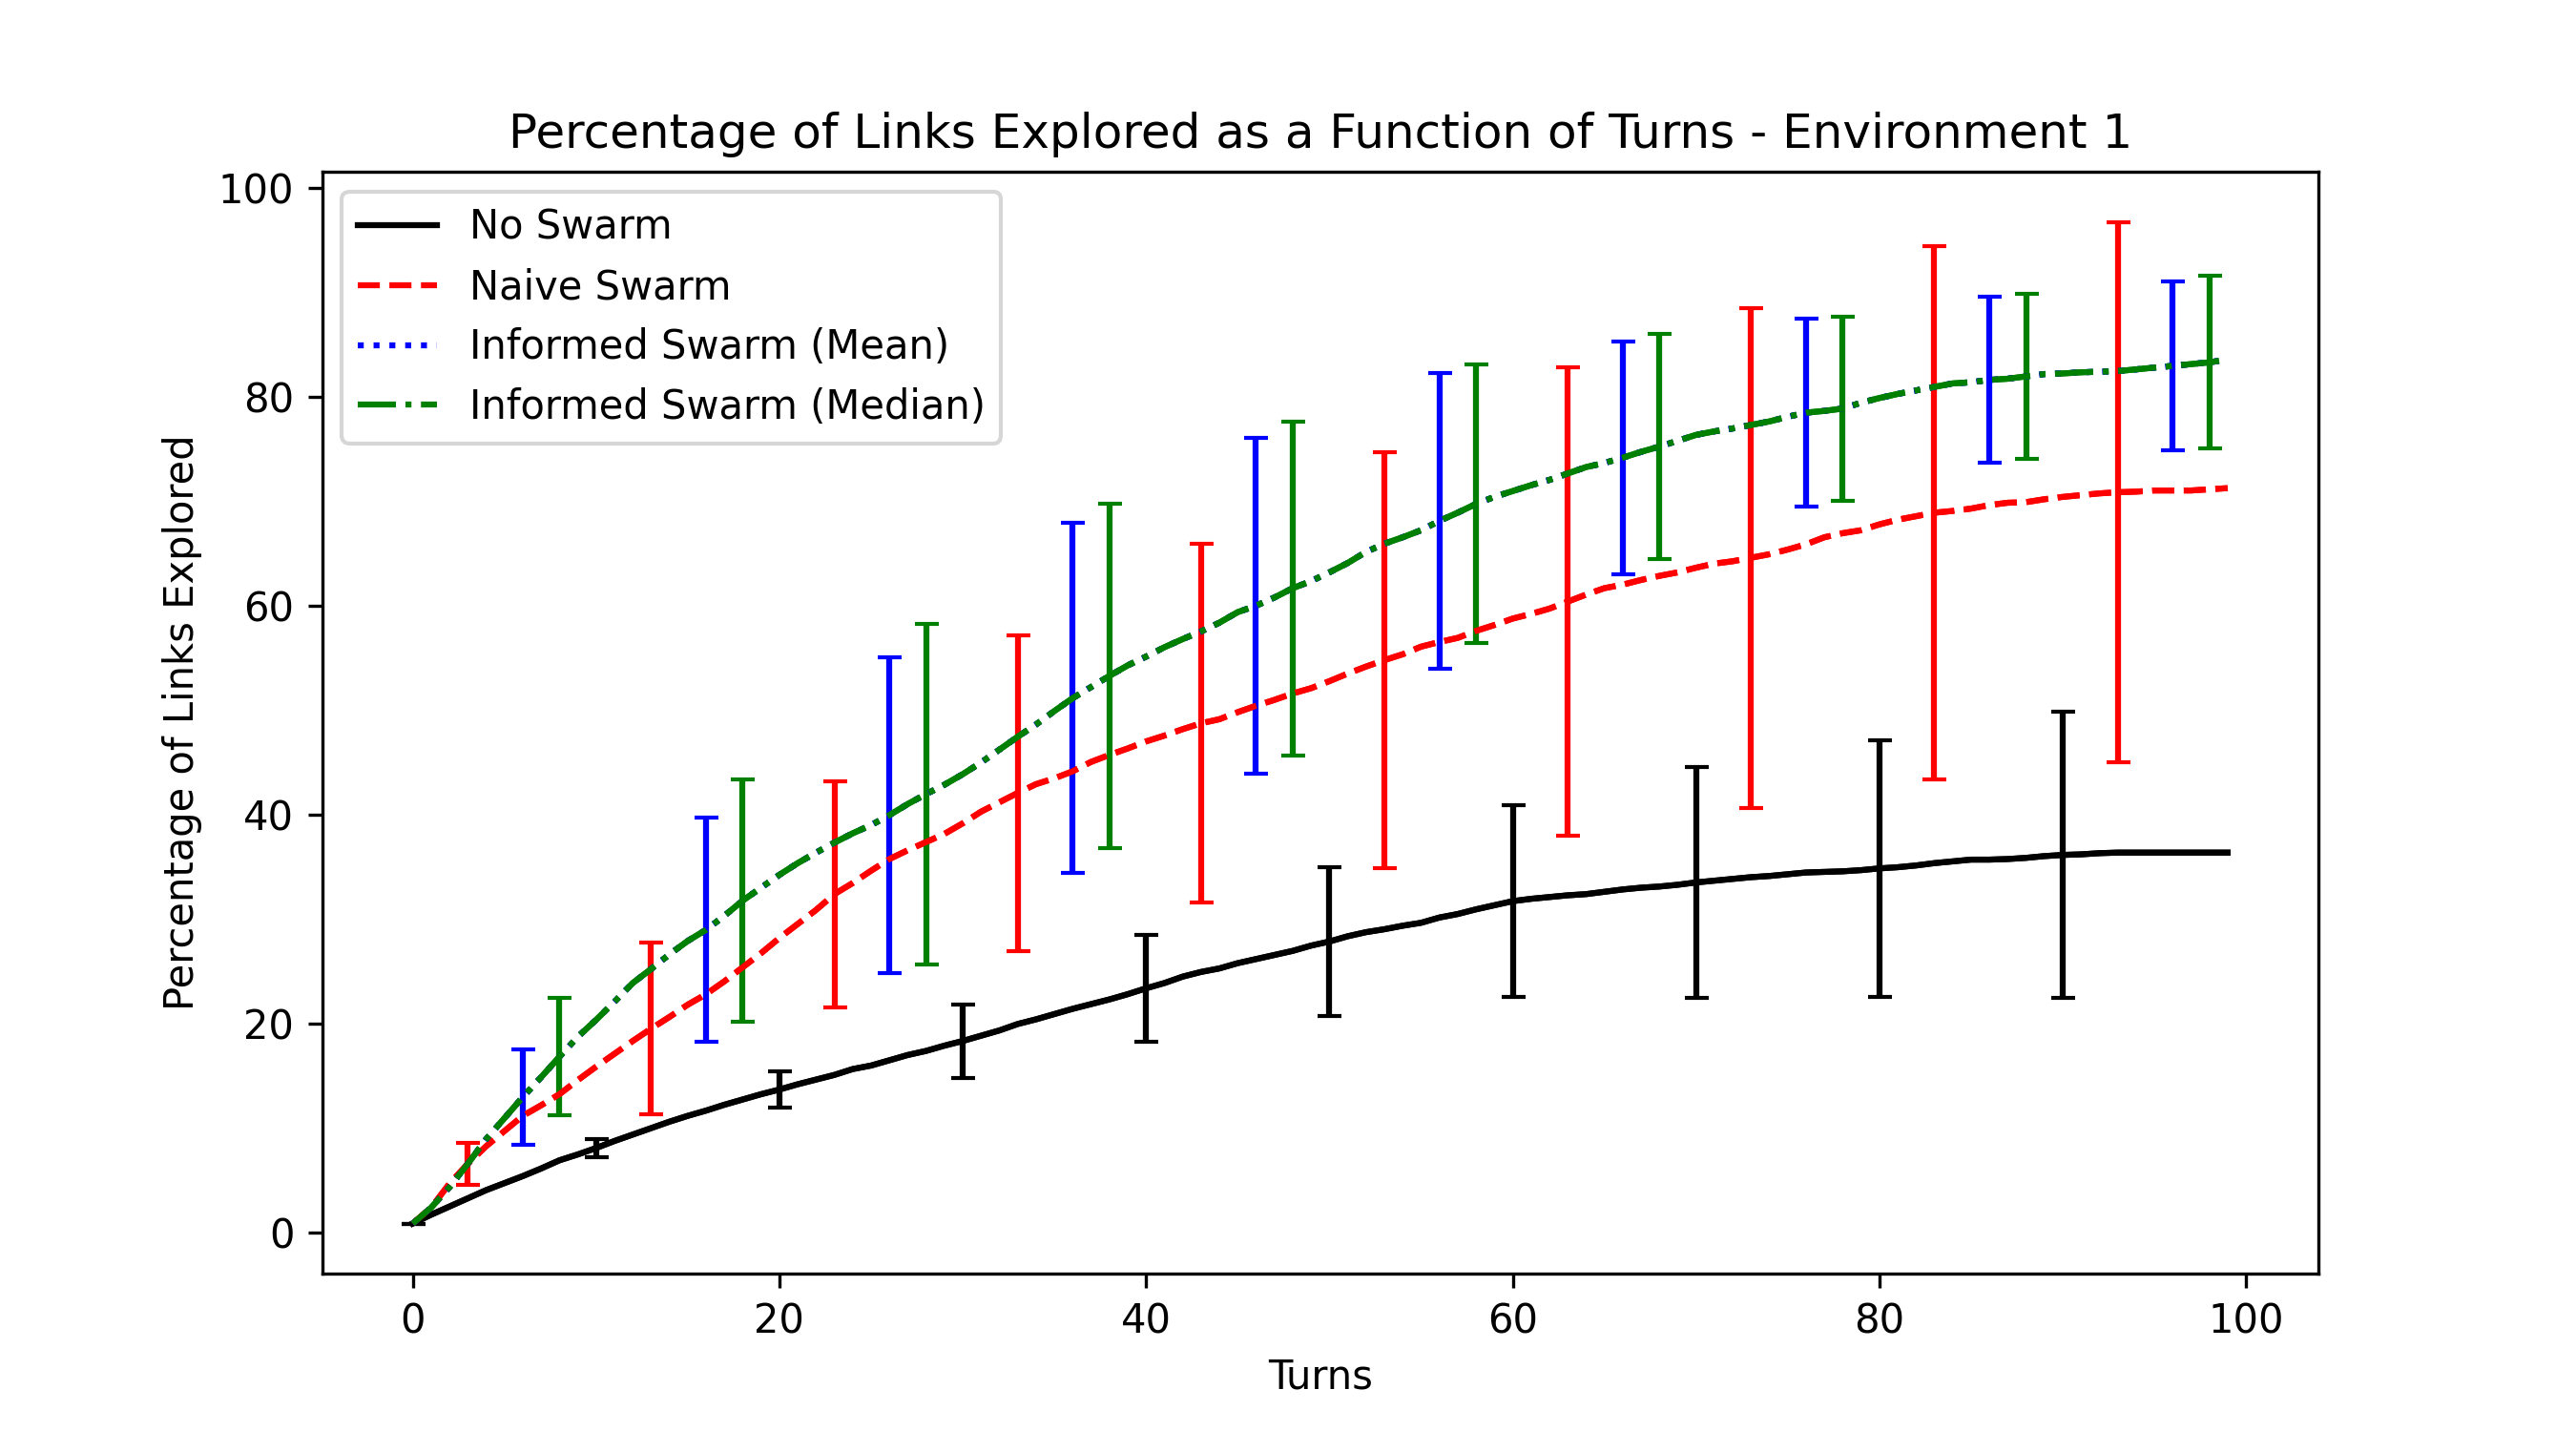 Percentage of Links Explored as a Function of Turns - Environment 1
100
80
60
40
20
0
Percentage of Links Explored
No Swarm
Naive Swarm
Informed Swarm (Mean)
Informed Swarm (Median)
0 20 40 60 80 100
Turns